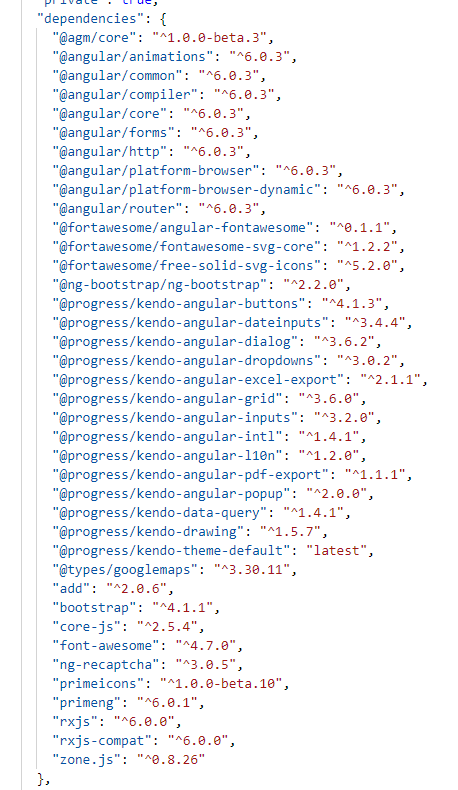 "private": true,
"dependencies": {
"@agm/core": "^1.0.0-beta.3",
"@angular/animations": "^6.0.3",
"@angular/common": "^6.0.3",
"@angular/compiler": "^6.0.3",
"@angular/core": "^6.0.3",
"@angular/forms": "^6.0.3",
"@angular/http": "^6.0.3",
"@angular/platform-browser": "^6.0.3",
"@angular/platform-browser-dynamic": "^6.0.3",
"@angular/router": "^6.0.3",
"@fortawesome/angular-fontawesome": "^0.1.1",
"@fortawesome/fontawesome-svg-core": "^1.2.2",
"@fortawesome/free-solid-svg-icons": "^5.2.0",
"@ng-bootstrap/ng-bootstrap": "^2.2.0",
"@progress/kendo-angular-buttons": "^4.1.3",
"@progress/kendo-angular-dateinputs": "^3.4.4",
"@progress/kendo-angular-dialog": "^3.6.2",
"@progress/kendo-angular-dropdowns": "^3.0.2",
"@progress/kendo-angular-excel-export": "^2.1.1",
"@progress/kendo-angular-grid": "^3.6.0",
"@progress/kendo-angular-inputs": "^3.2.0",
"@progress/kendo-angular-intl": "^1.4.1",
"@progress/kendo-angular-l10n": "^1.2.0",
"@progress/kendo-angular-pdf-export": "^1.1.1",
"@progress/kendo-angular-popup": "^2.0.0",
"@progress/kendo-data-query": "^1.4.1",
"@progress/kendo-drawing": "^1.5.7",
"@progress/kendo-theme-default": "latest",
"@types/googlemaps": "^3.30.11",
"add": "^2.0.6",
"bootstrap": "^4.1.1",
"core-js": "^2.5.4",
"font-awesome": "^4.7.0",
"ng-recaptcha": "^3.0.5",
"primeicons": "^1.0.0-beta.10",
"primeng": "^6.0.1",
"rxjs": "^6.0.0",
"rxjs-compat": "^6.0.0",
"zone.js": "^0.8.26"
},